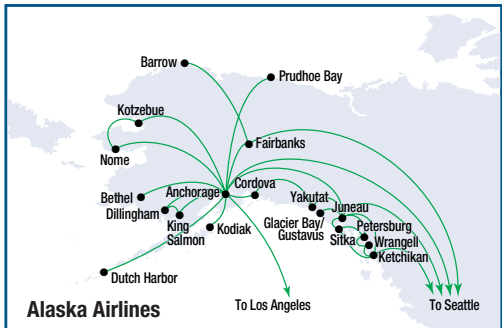 Barrow
Prudhoe Bay
Kotzebue
Fairbanks
Nome
Anchorage
Cordova
Bethel
Yakutat
Dillingham
Juneau
King
Salmon
Kodiak
Glacier Bay/
Gustavus
Petersburg
Sitka
Wrangell
Ketchikan
Dutch Harbor
To Los Angeles
To Seattle
Alaska Airlines